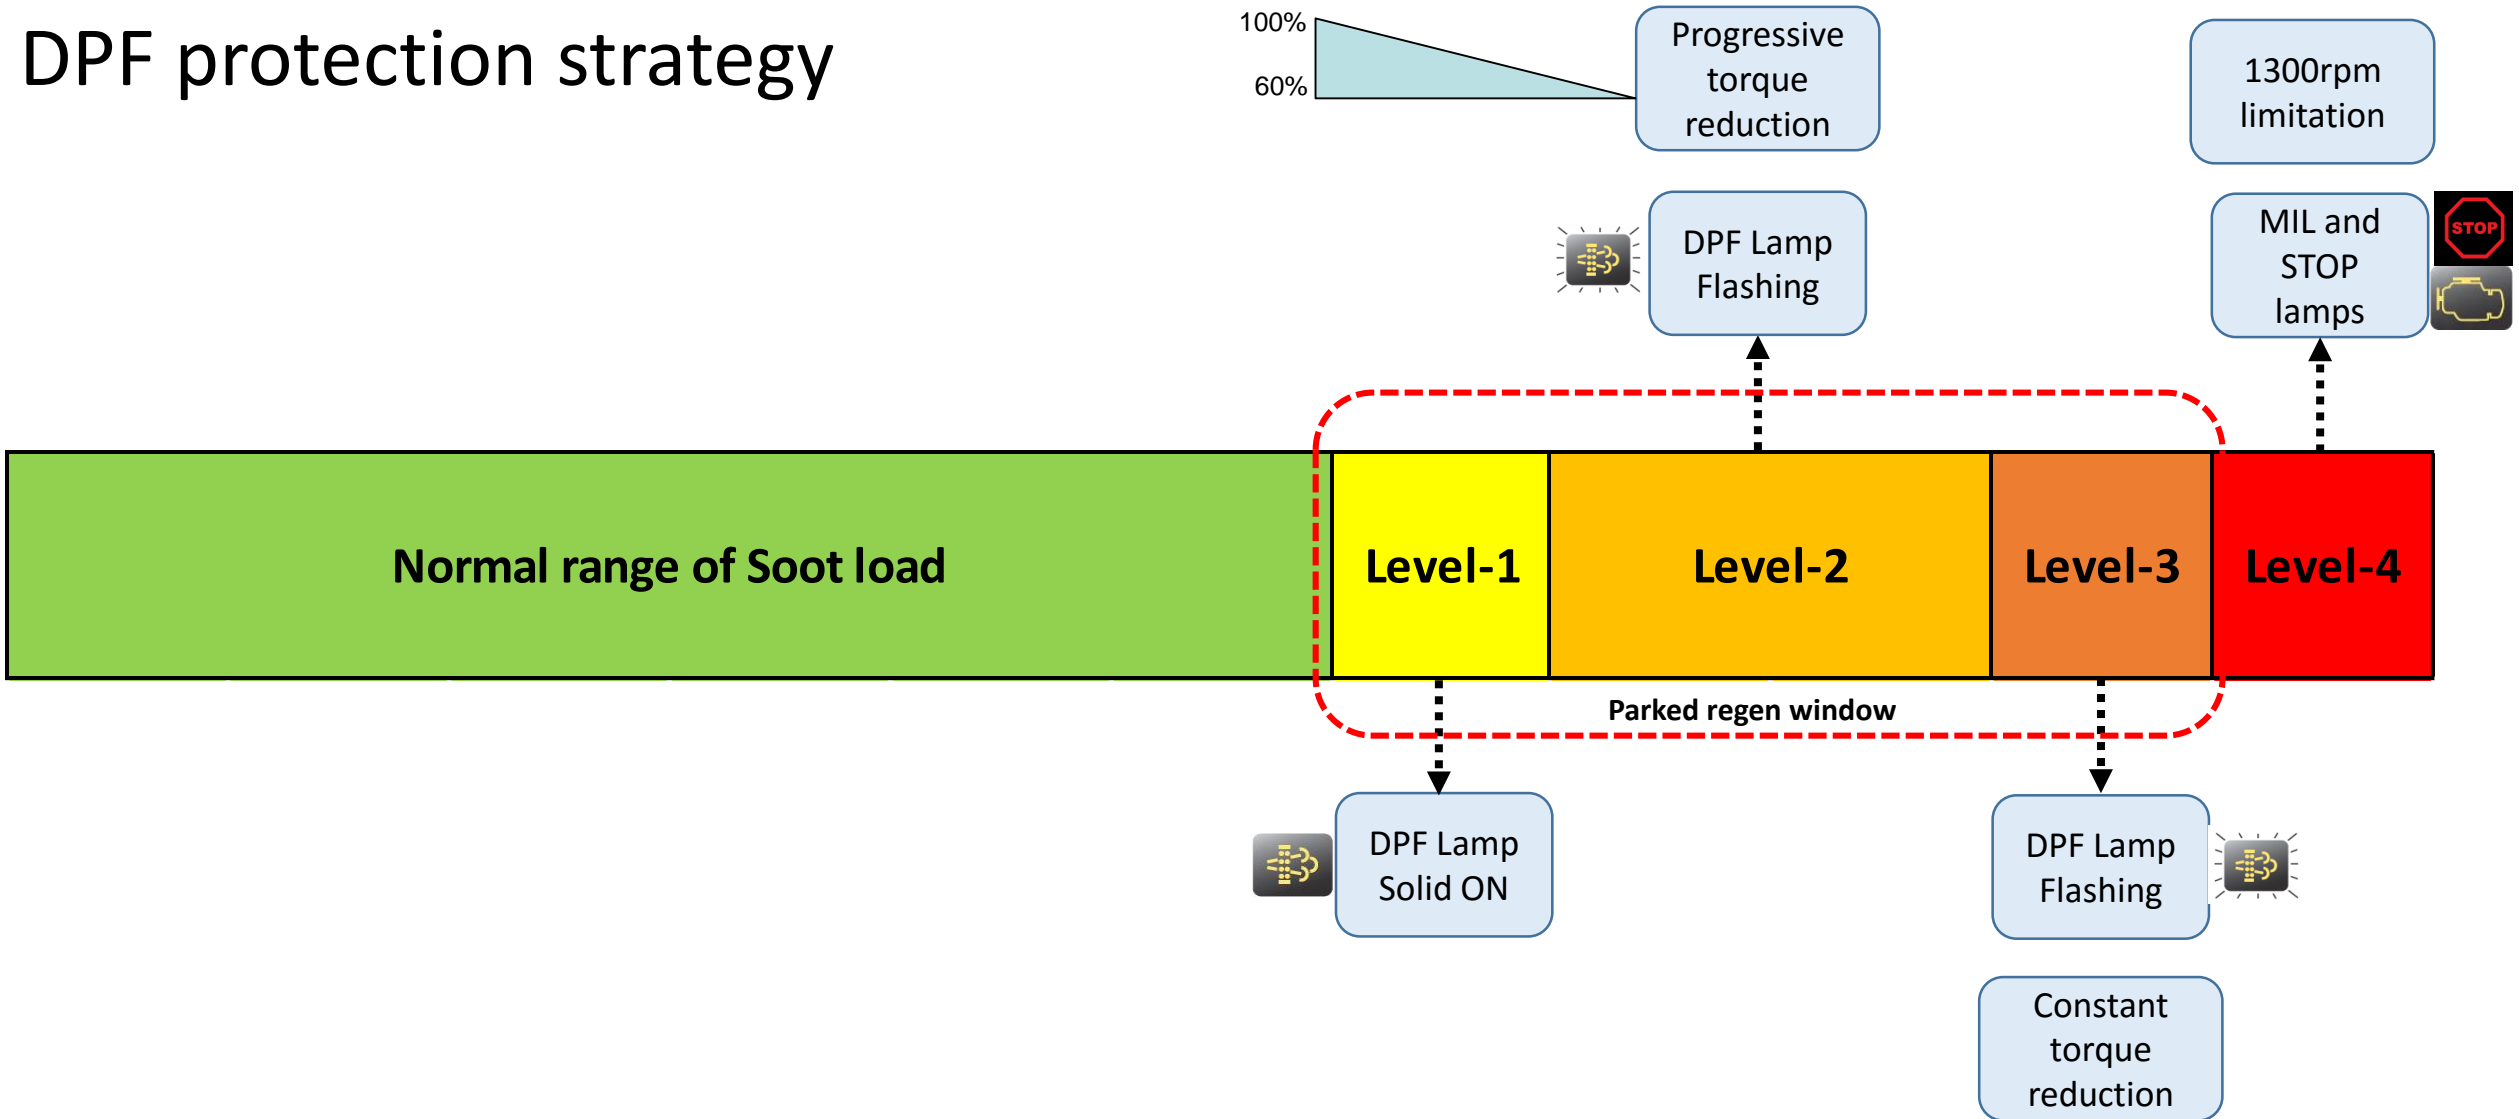 DPF protection strategy
100%
60%
Progressive
torque
reduction
1300rpm
limitation
DPF Lamp
Flashing
MIL and
STOP
lamps
STOP
Normal range of Soot load
Level-1
Level-2
Level-3
Level-4
Parked regen window
DPF Lamp
Solid ON
DPF Lamp
Flashing
Constant
torque
reduction